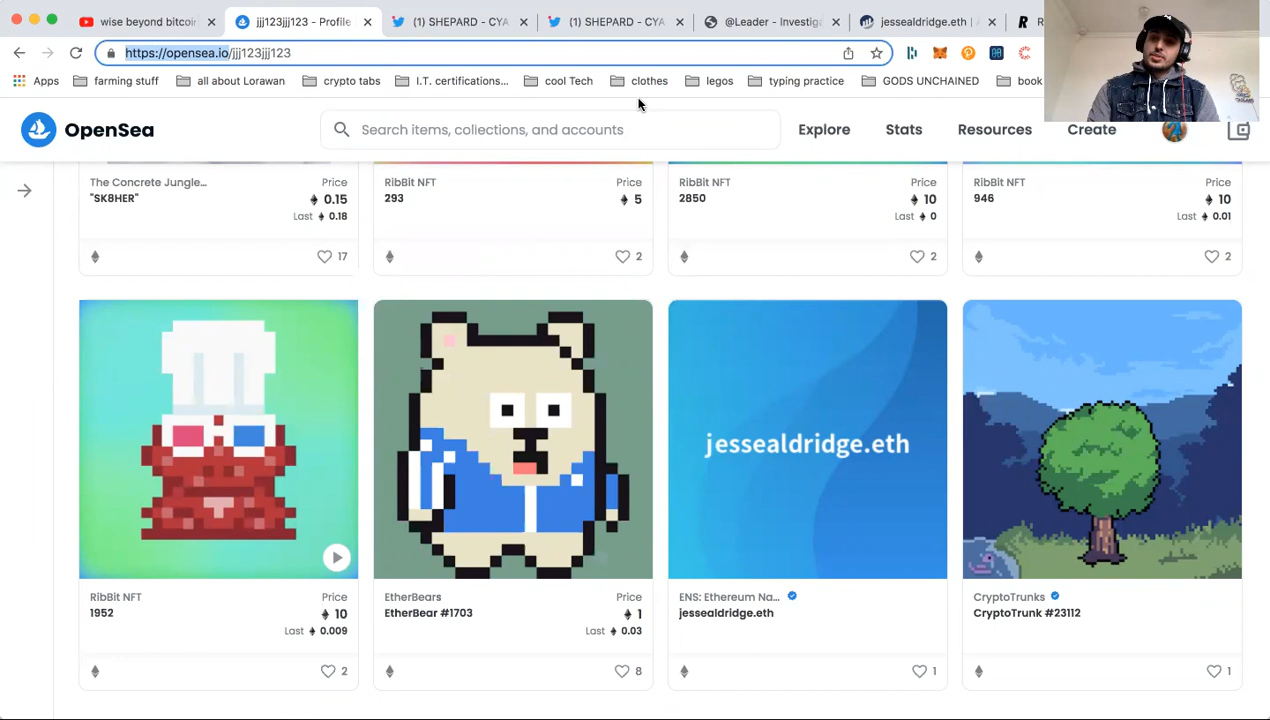 wise beyond bitcoin
jjj123jjj123 - Profile
(1) SHEPARD - CYA
(1) SHEPARD - CYA
@Leader - Investig
jessealdridge.eth | A
R
https://opensea.io/jjj123jjj123
Apps
farming stuff
all about Lorawan
crypto tabs
I.T. certifications...
cool Tech
clothes
legos
typing practice
GODS UNCHAINED
book
OpenSea
Search items, collections, and accounts
Explore
Stats
Resources
Create
The Concrete Jungle...
Price
"SK8HER"
0.15
Last 0.18
17
RibBit NFT
Price
293
5
2
RibBit NFT
Price
2850
10
Last 0
2
RibBit NFT
Price
946
10
Last 0.01
2
jessealdridge.eth
RibBit NFT
Price
1952
10
Last 0.009
2
EtherBears
Price
EtherBear #1703
1
Last 0.03
8
ENS: Ethereum Na...
jessealdridge.eth
1
CryptoTrunks
CryptoTrunk #23112
1